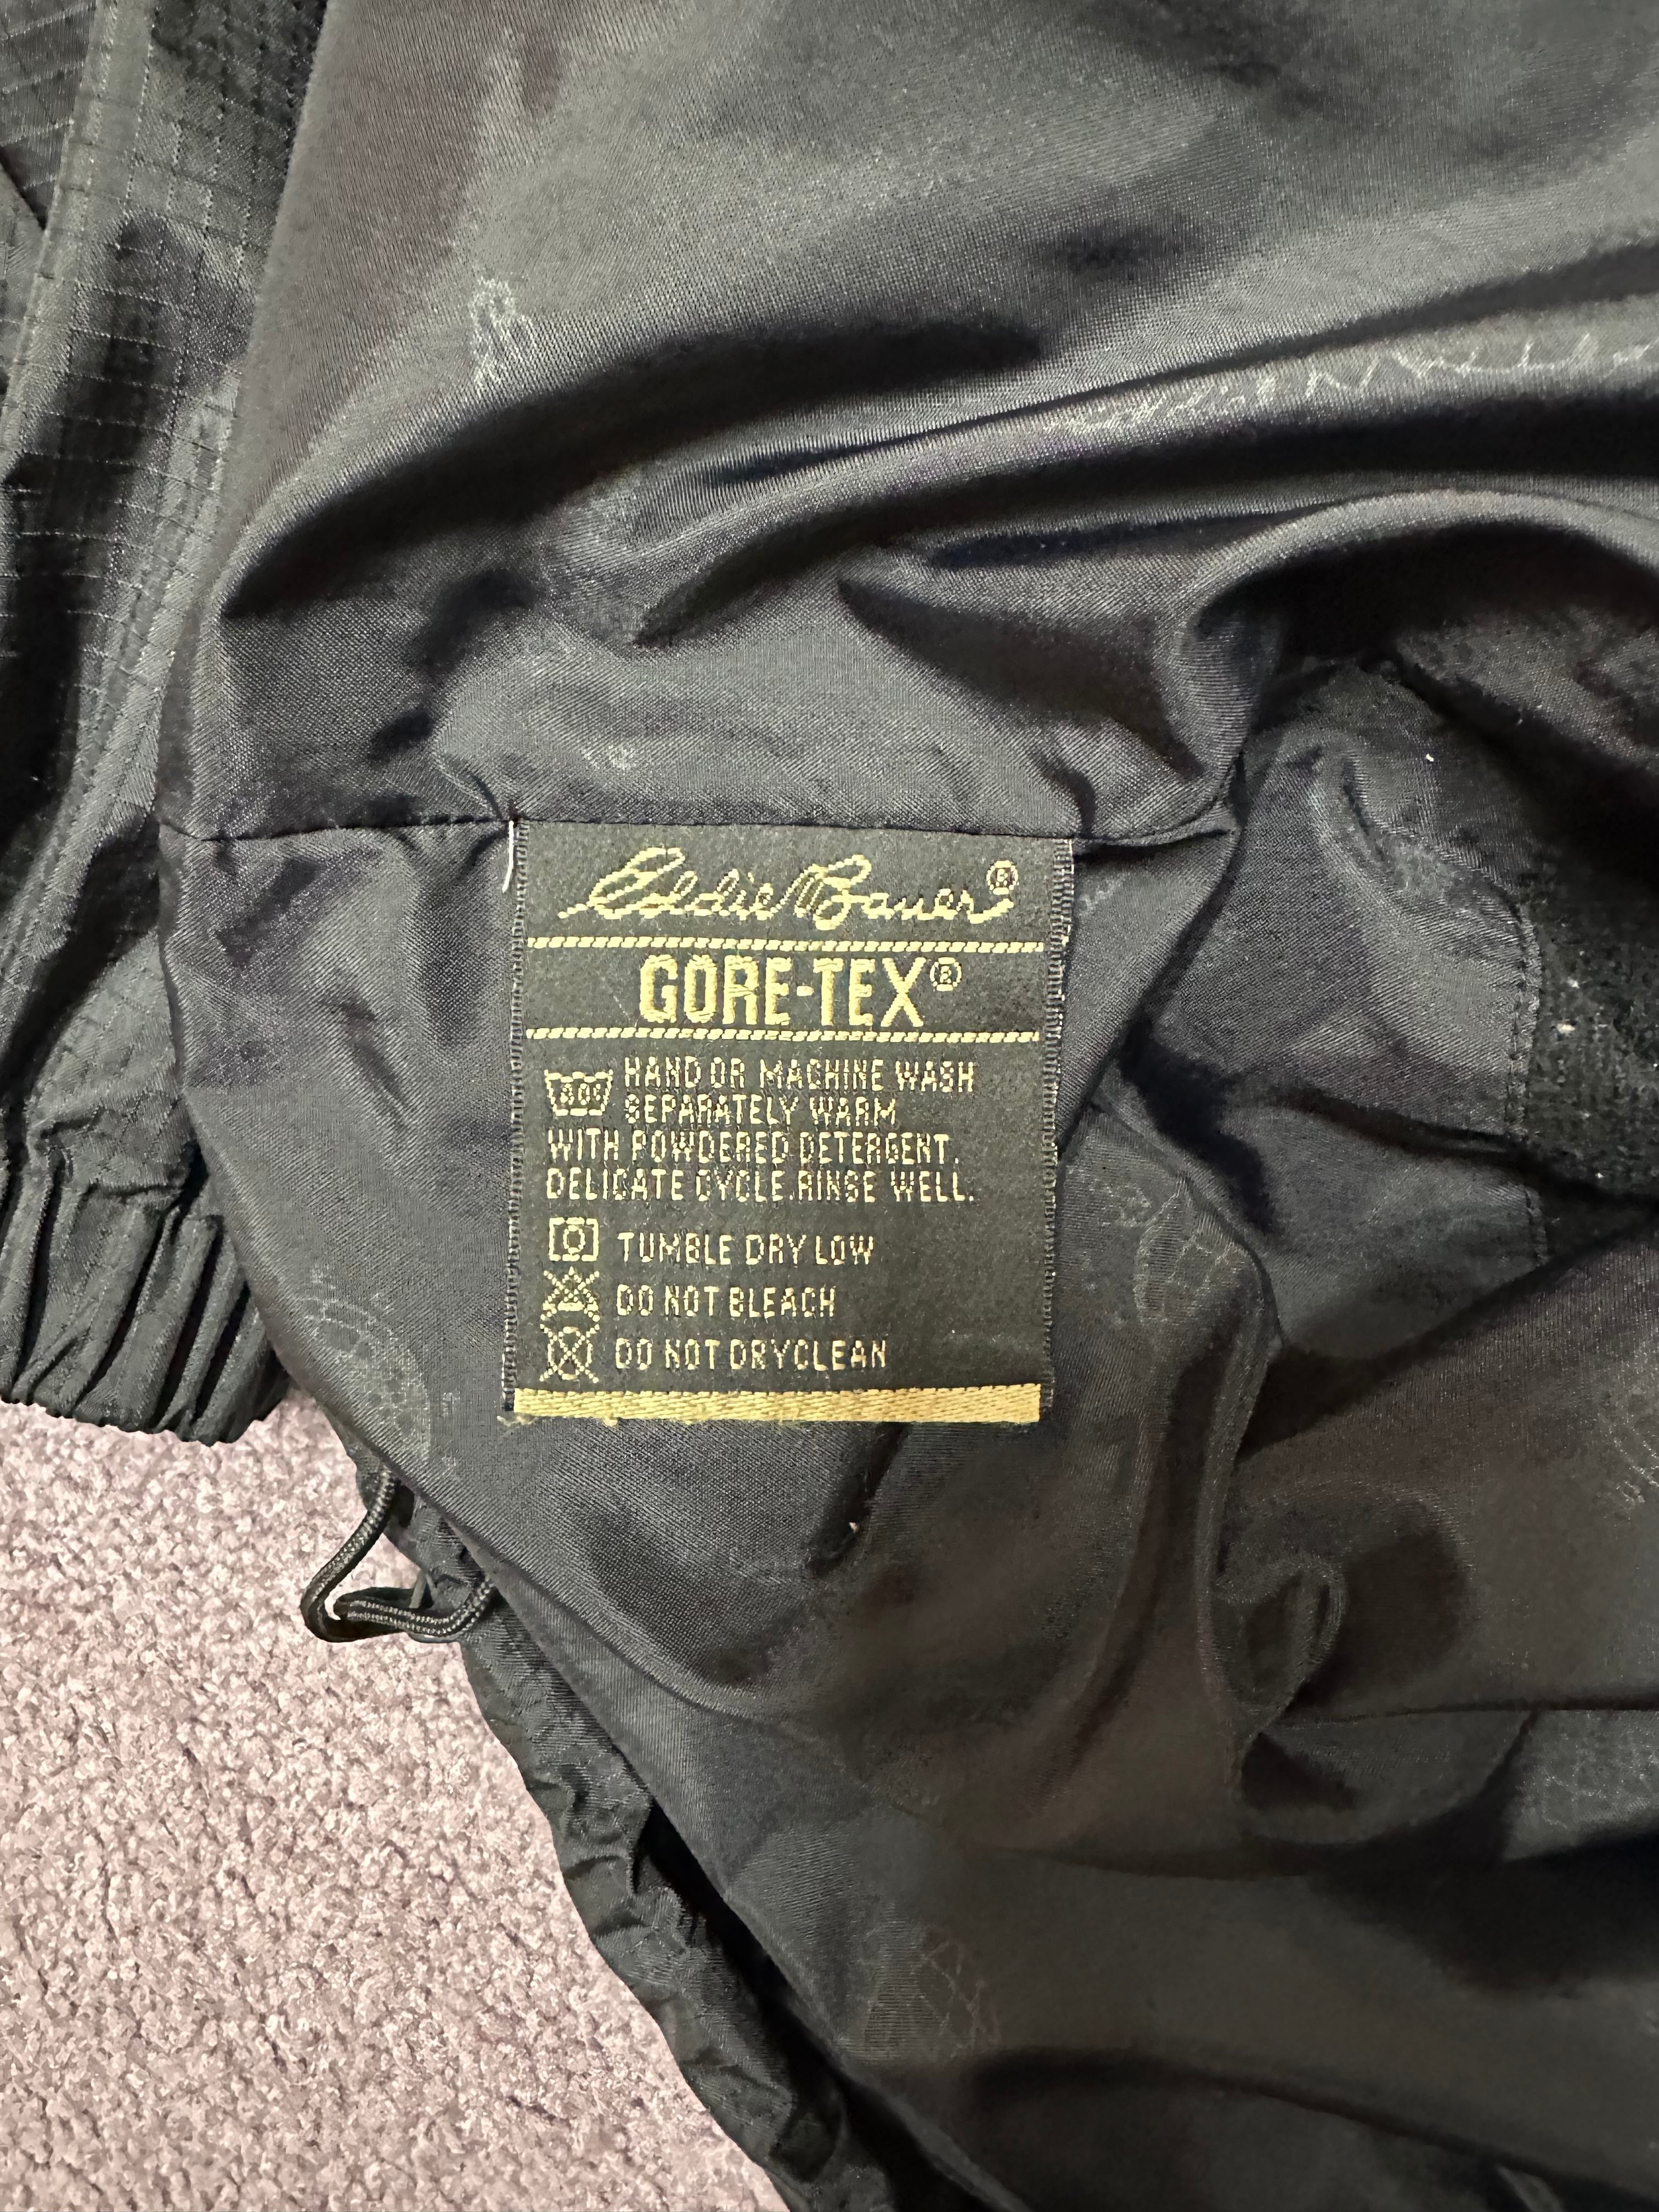 Eddie Bauer®
GORE-TEX®
HAND OR MACHINE WASH
SEPARATELY WARM
WITH POWDERED DETERGENT.
DELICATE CYCLE.RINSE WELL.
TUMBLE DRY LOW
DO NOT BLEACH
DO NOT DRYCLEAN